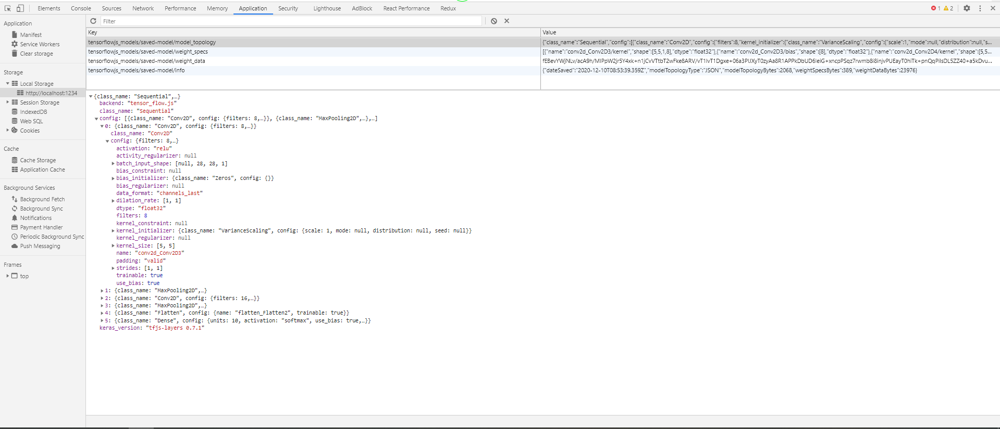 Elements Console Sources Network Performance Memory Application Security Lighthouse AdBlock React Performance Redux 1 2
Application
Manifest
Service Workers
Clear storage
Storage
Local Storage
http://localhost:1234
Session Storage
IndexedDB
Web SQL
Cookies
Cache
Cache Storage
Application Cache
Background Services
Background Fetch
Background Sync
Notifications
Payment Handler
Periodic Background Sync
Push Messaging
Frames
top
Filter
Key Value
tensorflowjs_models/saved-model/model_topology {"class_name":"Sequential","config":[{"class_name":"Conv2D","config":{"filters":8,"kernel_initializer":{"class_name":"VarianceScaling","config":{"scale":1,"mode":null,"distribution":null,"s...
tensorflowjs_models/saved-model/weight_specs [{"name":"conv2d_Conv2D3/kernel","shape":[5,5,1,8],"dtype":"float32"},{"name":"conv2d_Conv2D3/bias","shape":[8],"dtype":"float32"},{"name":"conv2d_Conv2D4/kernel","shape":[5,5...
tensorflowjs_models/saved-model/weight_data
tensorflowjs_models/saved-model/info {"dateSaved":"2020-12-10T08:53:39.359Z","modelTopologyType":"JSON","modelTopologyBytes":2068,"weightSpecsBytes":389,"weightDataBytes":23976}
{class_name: "Sequential",…}
backend: "tensor_flow.js"
class_name: "Sequential"
config: [{class_name: "Conv2D", config: {filters: 8,…}}, {class_name: "MaxPooling2D",…},…]
0: {class_name: "Conv2D", config: {filters: 8,…}}
class_name: "Conv2D"
config: {filters: 8,…}
activation: "relu"
activity_regularizer: null
batch_input_shape: [null, 28, 28, 1]
bias_constraint: null
bias_initializer: {class_name: "Zeros", config: {}}
bias_regularizer: null
data_format: "channels_last"
dilation_rate: [1, 1]
dtype: "float32"
filters: 8
kernel_constraint: null
kernel_initializer: {class_name: "VarianceScaling", config: {scale: 1, mode: null, distribution: null, seed: null}}
kernel_regularizer: null
kernel_size: [5, 5]
name: "conv2d_Conv2D3"
padding: "valid"
strides: [1, 1]
trainable: true
use_bias: true
1: {class_name: "MaxPooling2D",…}
2: {class_name: "Conv2D", config: {filters: 16,…}}
3: {class_name: "MaxPooling2D",…}
4: {class_name: "Flatten", config: {name: "flatten_Flatten2", trainable: true}}
5: {class_name: "Dense", config: {units: 10, activation: "softmax", use_bias: true,…}}
keras_version: "tfjs-layers 0.7.1"